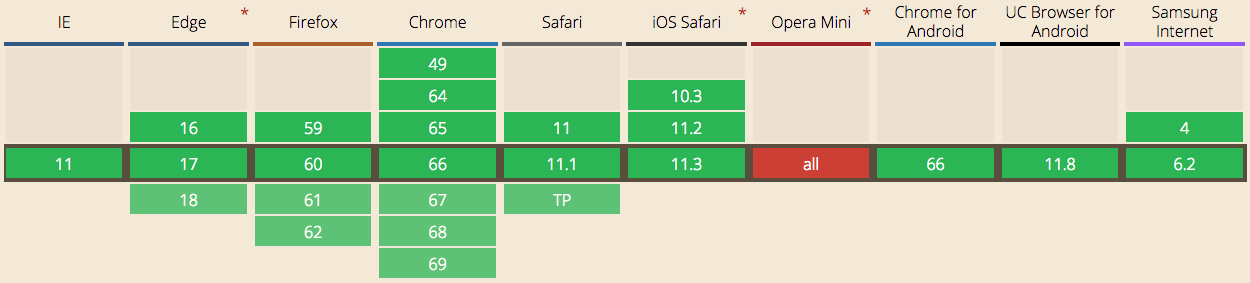 IE Edge * Firefox Chrome Safari iOS Safari * Opera Mini * Chrome for Android UC Browser for Android Samsung Internet
49
64 10.3
16 59 65 11 11.2 4
11 17 60 66 11.1 11.3 all 66 11.8 6.2
18 61 67 TP
62 68
69